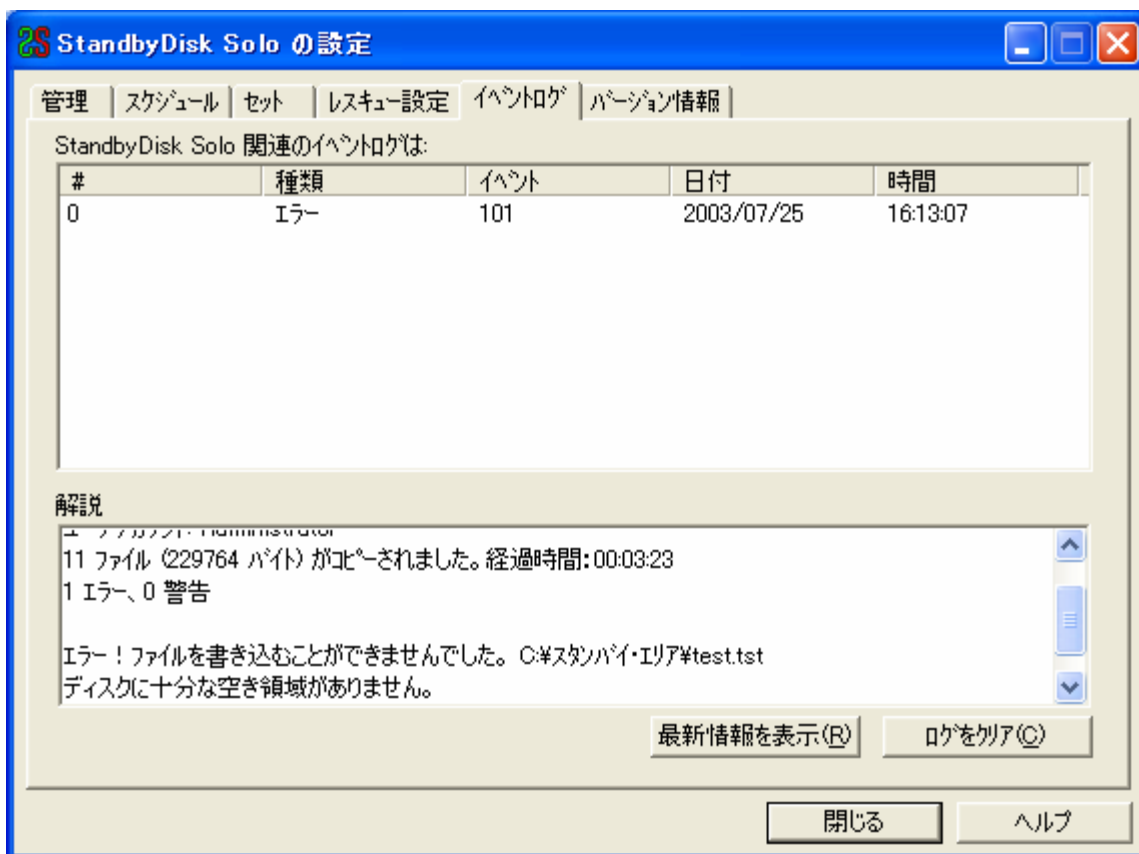 StandbyDisk Solo の設定
管理 スケジュール セット レスキュー設定 イベントログ バージョン情報
StandbyDisk Solo 関連のイベントログは:
# 種類 イベント 日付 時間
0 エラー 101 2003/07/25 16:13:07
解説
11 ファイル (229764 バイト) がコピーされました。経過時間:00:03:23
1 エラー、0 警告
エラー!ファイルを書き込むことができませんでした。 C:¥スタンバイ・エリア¥test.tst
ディスクに十分な空き領域がありません。
最新情報を表示(R) ログをクリア(C)
閉じる ヘルプ